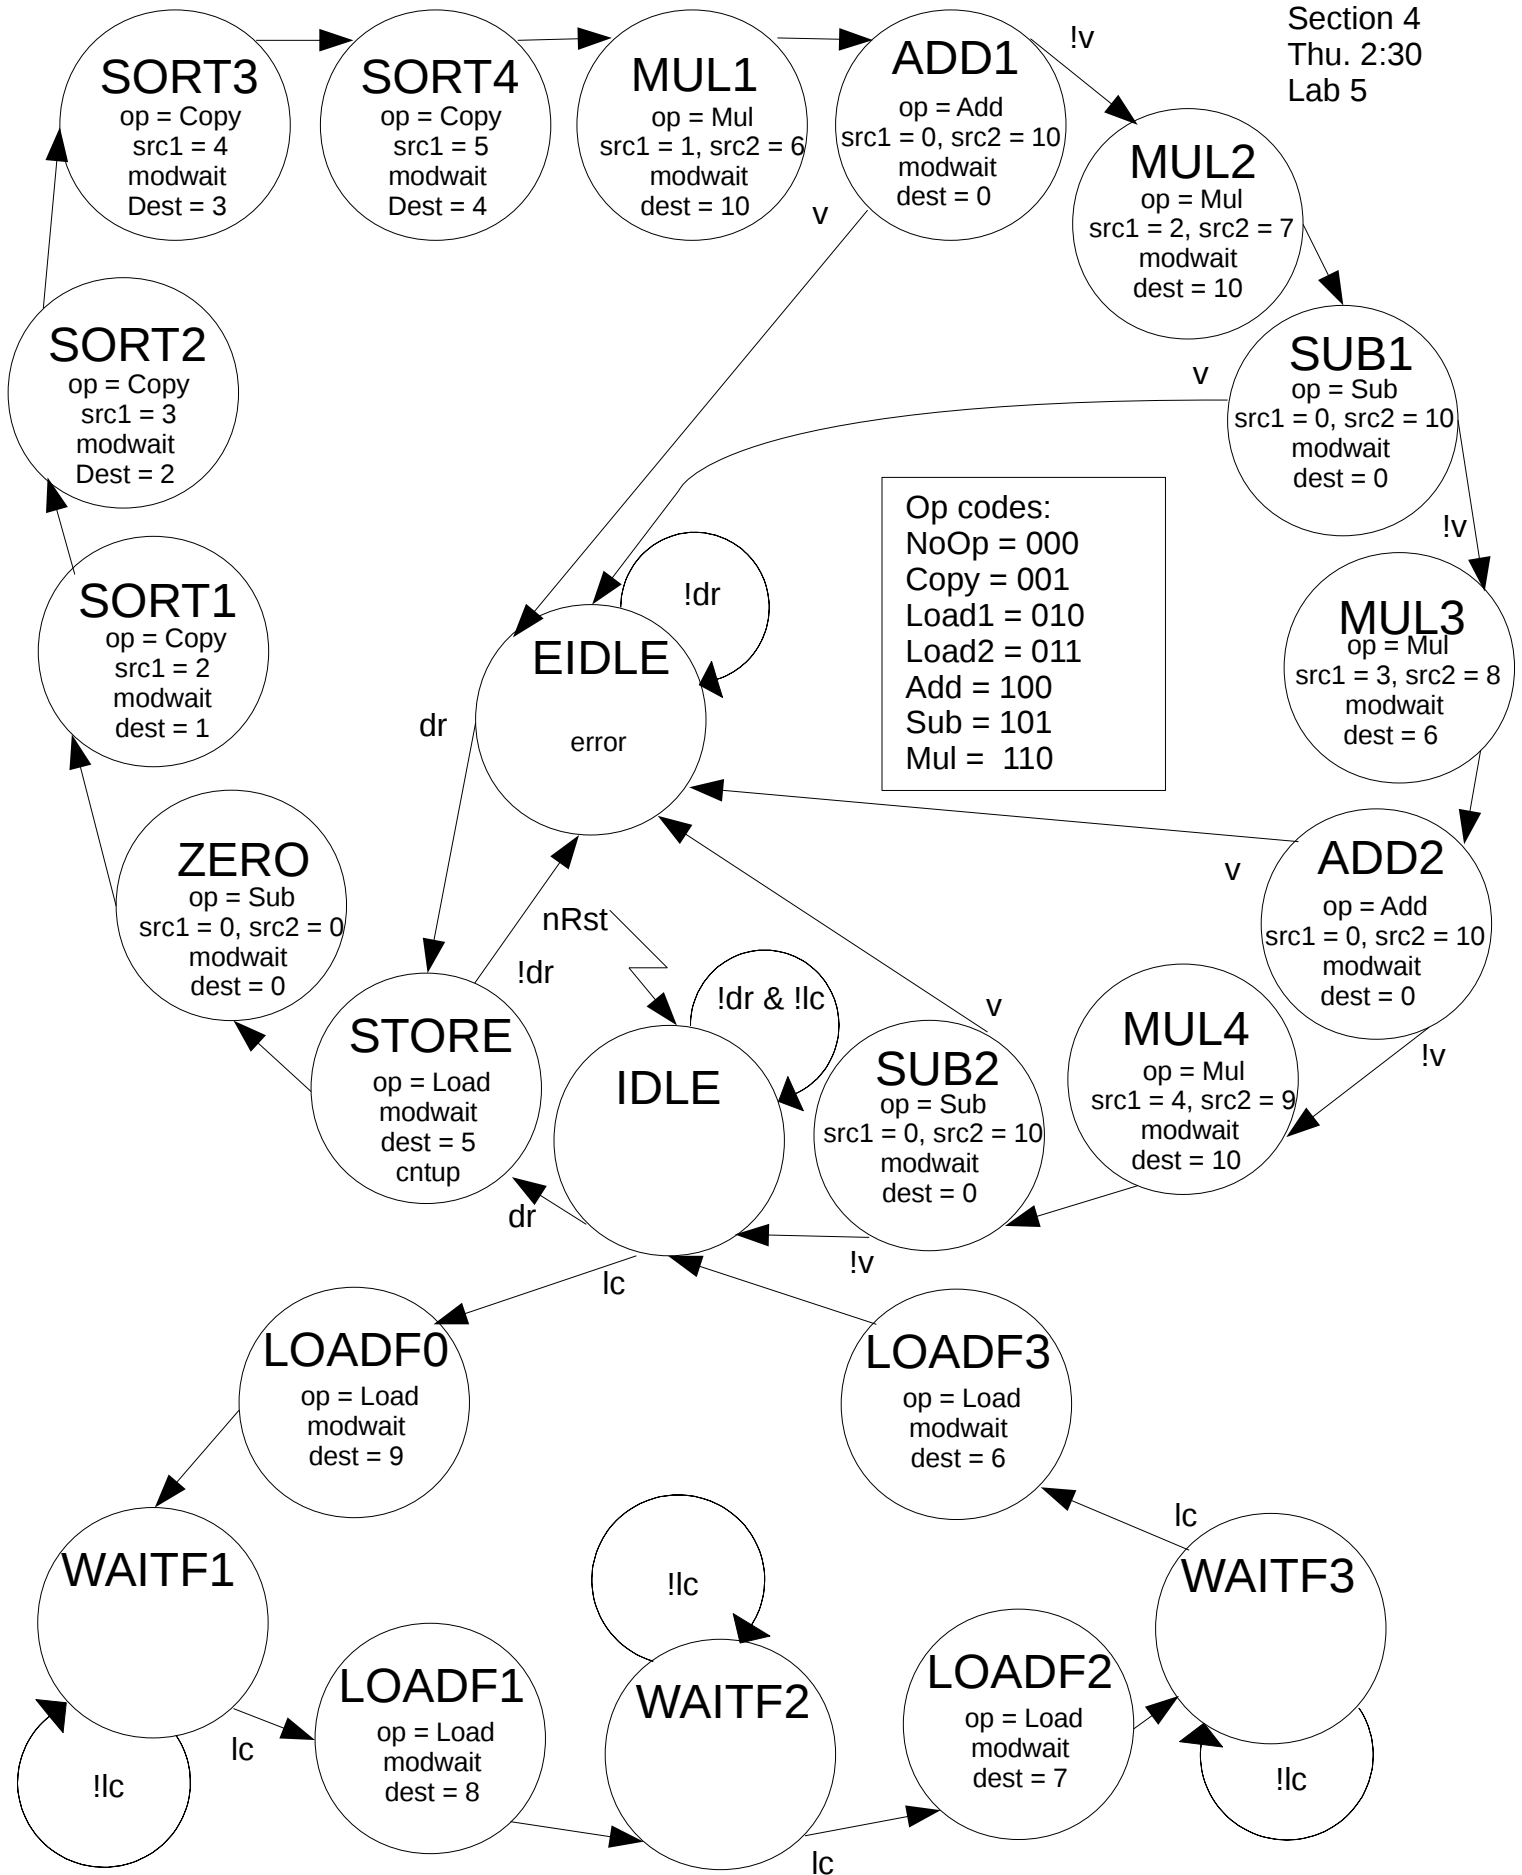 Section 4
Thu. 2:30
Lab 5
SORT3
op = Copy
src1 = 4
modwait
Dest = 3
SORT4
op = Copy
src1 = 5
modwait
Dest = 4
MUL1
op = Mul
src1 = 1, src2 = 6
modwait
dest = 10
ADD1
op = Add
src1 = 0, src2 = 10
modwait
dest = 0
!v
v
MUL2
op = Mul
src1 = 2, src2 = 7
modwait
dest = 10
SORT2
op = Copy
src1 = 3
modwait
Dest = 2
SUB1
op = Sub
src1 = 0, src2 = 10
modwait
dest = 0
v
!v
Op codes:
NoOp = 000
Copy = 001
Load1 = 010
Load2 = 011
Add = 100
Sub = 101
Mul =  110
SORT1
op = Copy
src1 = 2
modwait
dest = 1
!dr
EIDLE
error
dr
MUL3
op = Mul
src1 = 3, src2 = 8
modwait
dest = 6
ZERO
op = Sub
src1 = 0, src2 = 0
modwait
dest = 0
v
ADD2
op = Add
src1 = 0, src2 = 10
modwait
dest = 0
nRst
!dr
!dr & !lc
v
!v
STORE
op = Load
modwait
dest = 5
cntup
IDLE
SUB2
op = Sub
src1 = 0, src2 = 10
modwait
dest = 0
MUL4
op = Mul
src1 = 4, src2 = 9
modwait
dest = 10
dr
lc
!v
LOADF0
op = Load
modwait
dest = 9
LOADF3
op = Load
modwait
dest = 6
lc
WAITF1
!lc
WAITF3
lc
!lc
LOADF1
op = Load
modwait
dest = 8
WAITF2
lc
LOADF2
op = Load
modwait
dest = 7
!lc